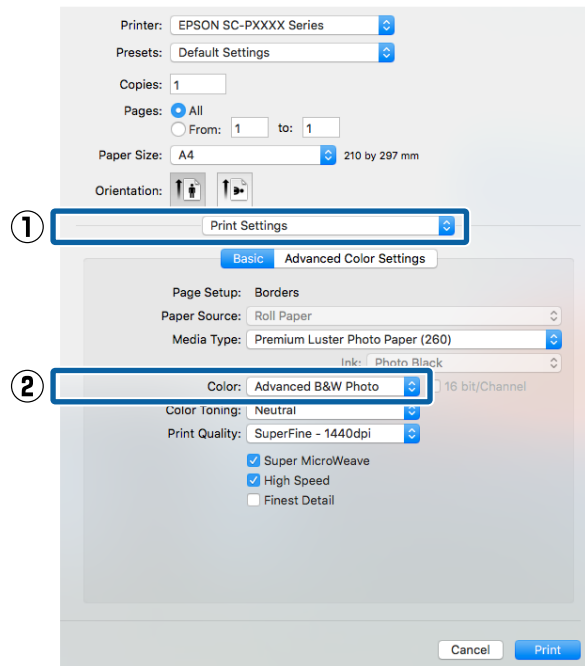 Printer: EPSON SC-PXXXX Series
Presets: Default Settings
Copies: 1
Pages: All
From: 1 to: 1
Paper Size: A4 210 by 297 mm
Orientation:
1 Print Settings
Basic Advanced Color Settings
Page Setup: Borders
Paper Source: Roll Paper
Media Type: Premium Luster Photo Paper (260)
Ink: Photo Black
2 Color: Advanced B&W Photo 16 bit/Channel
Color Toning: Neutral
Print Quality: SuperFine - 1440dpi
Super MicroWeave
High Speed
Finest Detail
Cancel Print